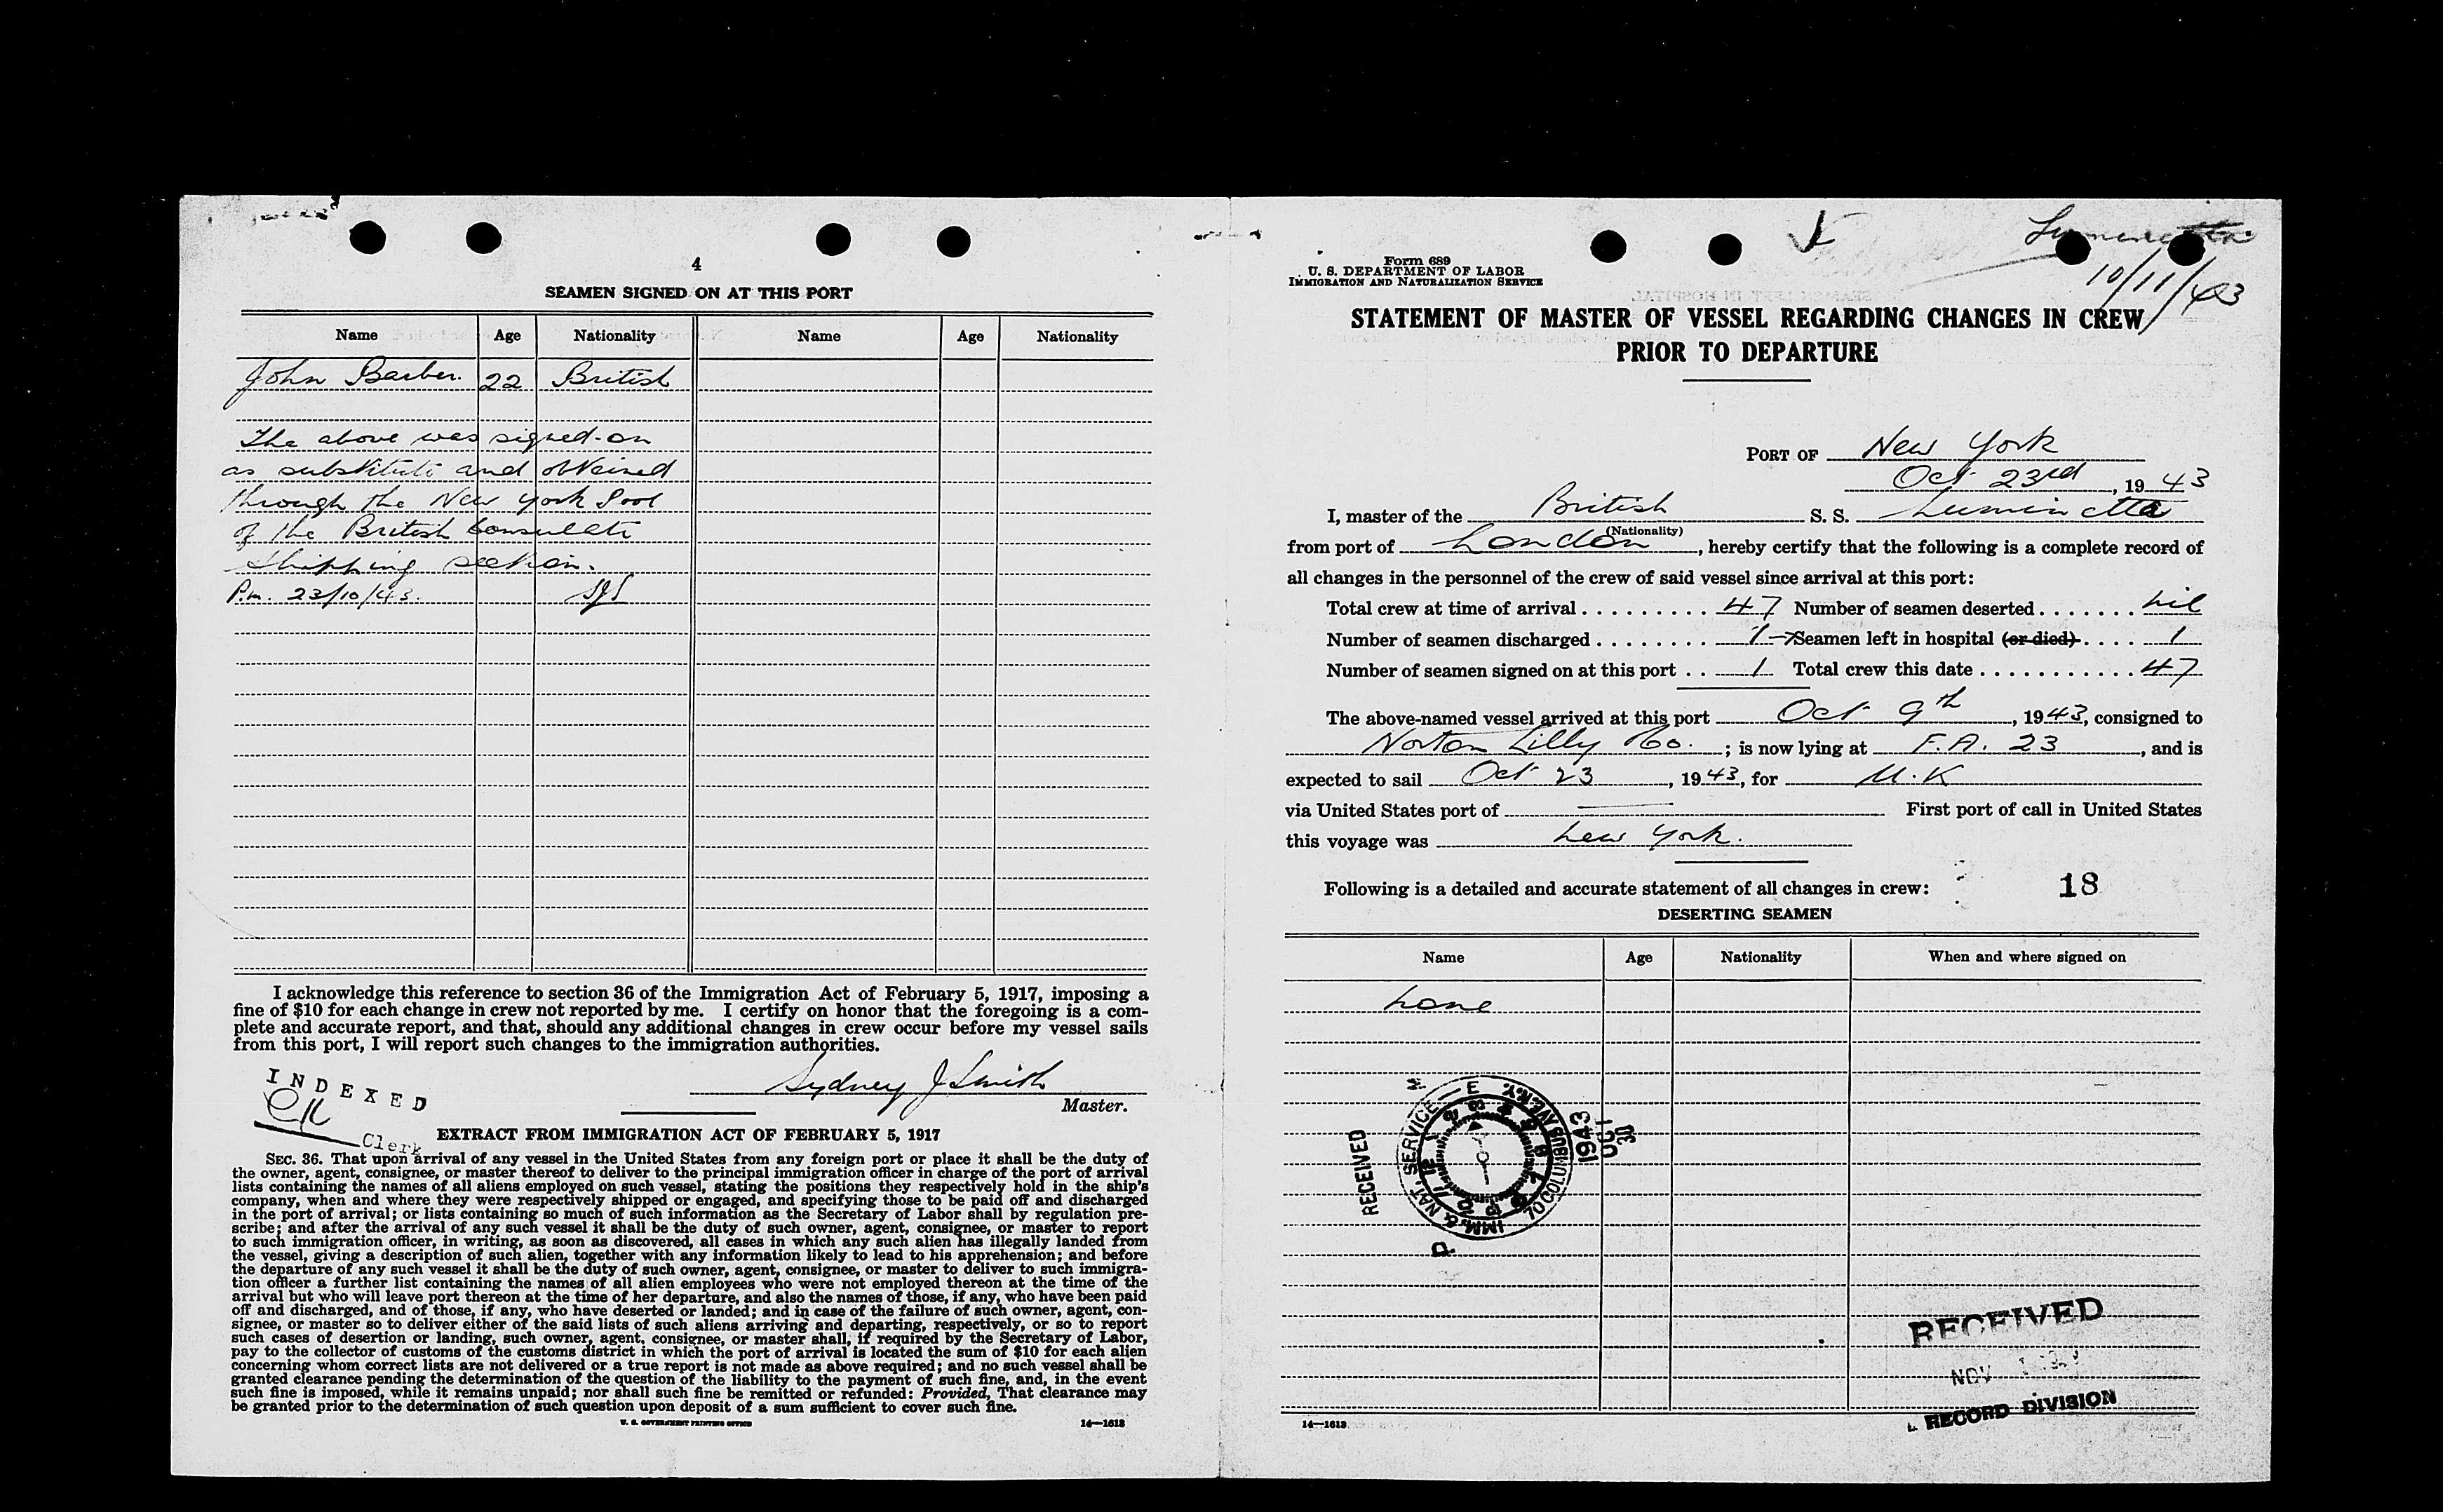 4
SEAMEN SIGNED ON AT THIS PORT
Name Age Nationality Name Age Nationality
John Barber. 22 British
The above was signed-on
as substitute and obtained
through the New York Pool
of the British Consulate
Shipping section.
P.m. 23/10/43. SJS
I acknowledge this reference to section 36 of the Immigration Act of February 5, 1917, imposing a
fine of $10 for each change in crew not reported by me. I certify on honor that the foregoing is a com-
plete and accurate report, and that, should any additional changes in crew occur before my vessel sails
from this port, I will report such changes to the immigration authorities.
Sydney J Smith
Master.
INDEXED
Clerk
EXTRACT FROM IMMIGRATION ACT OF FEBRUARY 5, 1917
SEC. 36. That upon arrival of any vessel in the United States from any foreign port or place it shall be the duty of
the owner, agent, consignee, or master thereof to deliver to the principal immigration officer in charge of the port of arrival
lists containing the names of all aliens employed on such vessel, stating the positions they respectively hold in the ship's
company, when and where they were respectively shipped or engaged, and specifying those to be paid off and discharged
in the port of arrival; or lists containing so much of such information as the Secretary of Labor shall by regulation pre-
scribe; and after the arrival of any such vessel it shall be the duty of such owner, agent, consignee, or master to report
to such immigration officer, in writing, as soon as discovered, all cases in which any such alien has illegally landed from
the vessel, giving a description of such alien, together with any information likely to lead to his apprehension; and before
the departure of any such vessel it shall be the duty of such owner, agent, consignee, or master to deliver to such immigra-
tion officer a further list containing the names of all alien employees who were not employed thereon at the time of the
arrival but who will leave port thereon at the time of her departure, and also the names of those, if any, who have been paid
off and discharged, and of those, if any, who have deserted or landed; and in case of the failure of such owner, agent, con-
signee, or master so to deliver either of the said lists of such aliens arriving and departing, respectively, or so to report
such cases of desertion or landing, such owner, agent, consignee, or master shall, if required by the Secretary of Labor,
pay to the collector of customs of the customs district in which the port of arrival is located the sum of $10 for each alien
concerning whom correct lists are not delivered or a true report is not made as above required; and no such vessel shall be
granted clearance pending the determination of the question of the liability to the payment of such fine, and, in the event
such fine is imposed, while it remains unpaid; nor shall such fine be remitted or refunded: Provided, That clearance may
be granted prior to the determination of such question upon deposit of a sum sufficient to cover such fine.
U. S. GOVERNMENT PRINTING OFFICE 14—1613
Luminetta
10/11/43
Form 689
U. S. DEPARTMENT OF LABOR
IMMIGRATION AND NATURALIZATION SERVICE
STATEMENT OF MASTER OF VESSEL REGARDING CHANGES IN CREW
PRIOR TO DEPARTURE
PORT OF New York
Oct 23rd, 1943
I, master of the British S. S. Luminetta
(Nationality)
from port of London, hereby certify that the following is a complete record of
all changes in the personnel of the crew of said vessel since arrival at this port:
Total crew at time of arrival . . . . . . . . . 47 Number of seamen deserted . . . . . . . nil
Number of seamen discharged . . . . . . . . 1 Seamen left in hospital (or died) . . . . 1
Number of seamen signed on at this port . . 1 Total crew this date . . . . . . . . . . . . 47
The above-named vessel arrived at this port Oct 9th, 1943, consigned to
Norton Lilly Co. ; is now lying at F.A. 23, and is
expected to sail Oct 23, 1943, for U.K
via United States port of First port of call in United States
this voyage was New York.
Following is a detailed and accurate statement of all changes in crew: 18
DESERTING SEAMEN
Name Age Nationality When and where signed on
none
RECEIVED
IMM. & NAT SERVICE
70 COLUMBUS AVE. N.Y.
1943
OCT
30
RECEIVED
NOV
RECORD DIVISION
14—1613